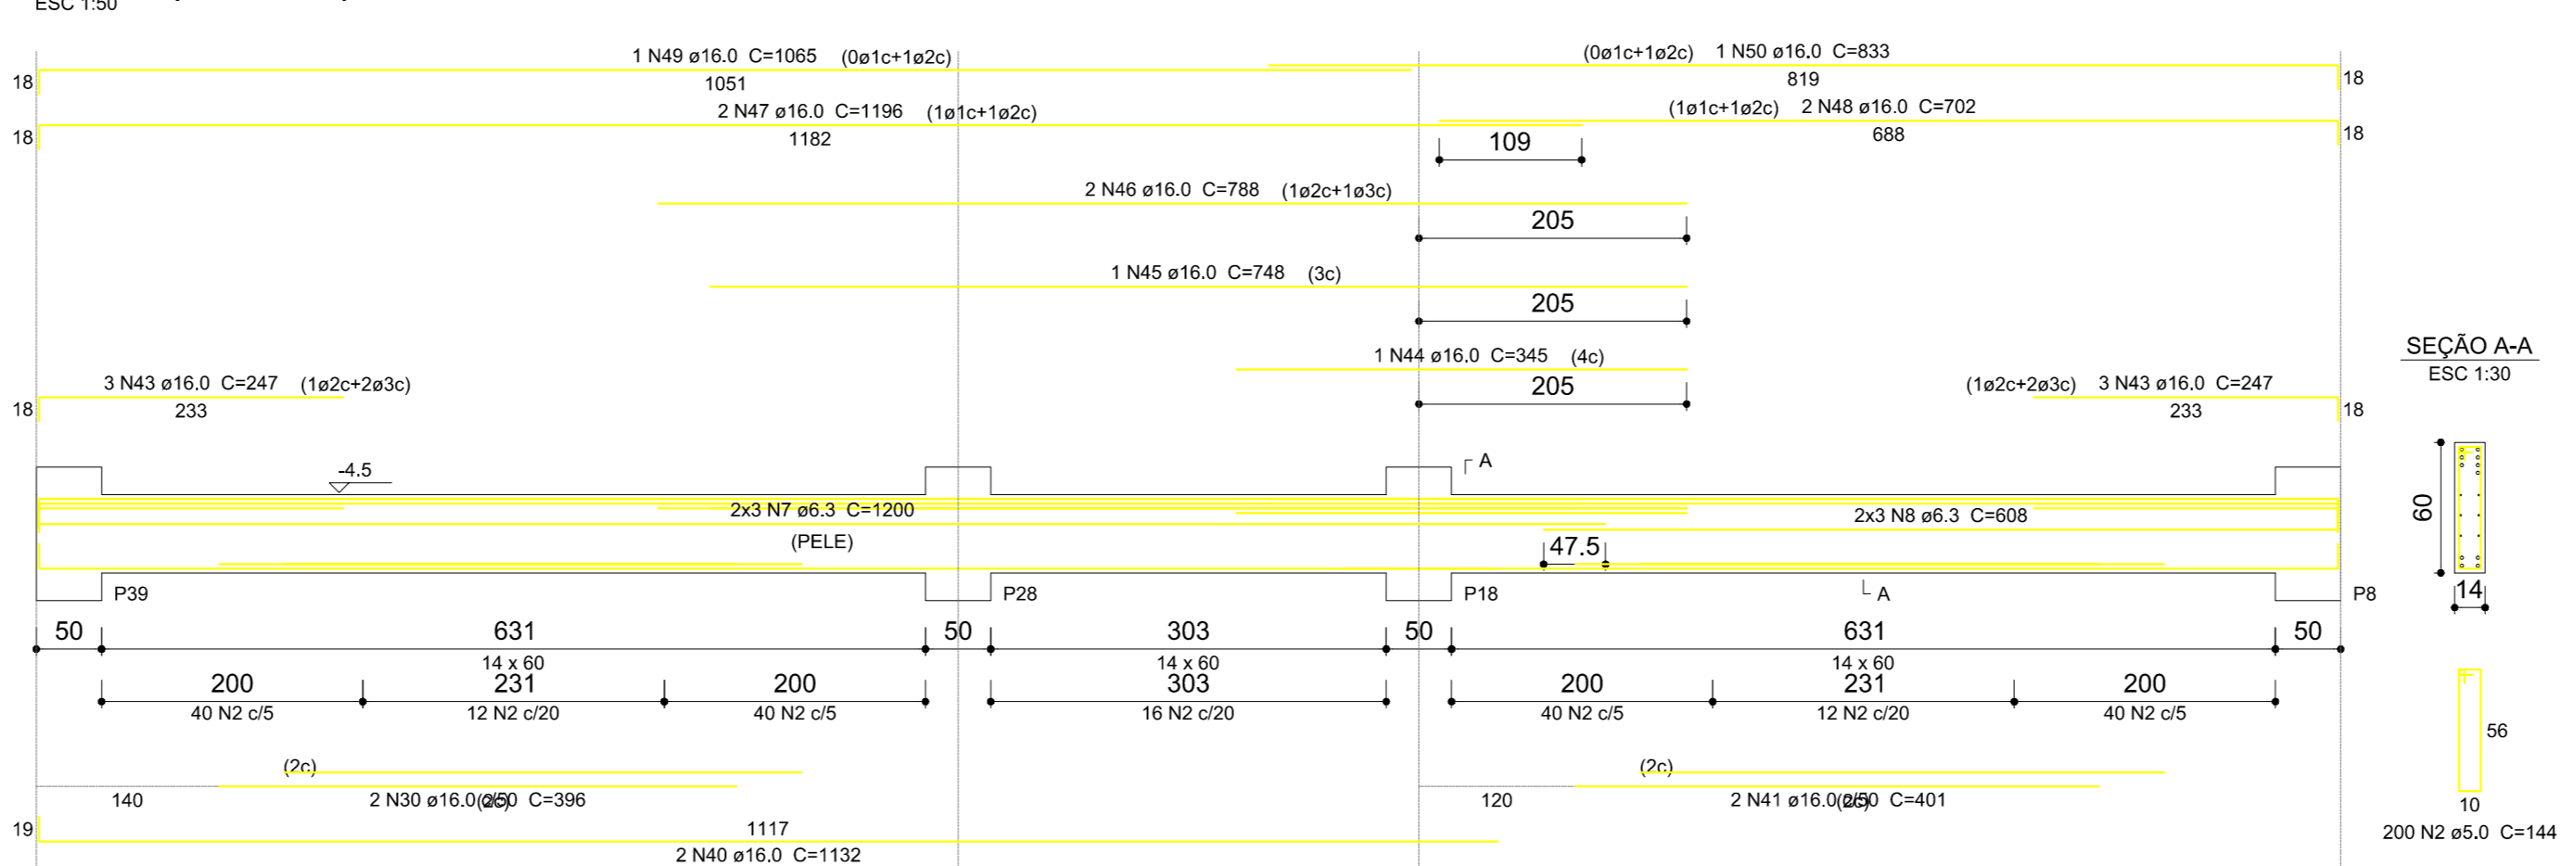 ESC 1:50
1 N49 ø16.0 C=1065 (0ø1c+1ø2c)
(0ø1c+1ø2c) 1 N50 ø16.0 C=833
18
1051
819
18
2 N47 ø16.0 C=1196 (1ø1c+1ø2c)
(1ø1c+1ø2c) 2 N48 ø16.0 C=702
18
1182
688
18
109
2 N46 ø16.0 C=788 (1ø2c+1ø3c)
205
1 N45 ø16.0 C=748 (3c)
205
1 N44 ø16.0 C=345 (4c)
205
3 N43 ø16.0 C=247 (1ø2c+2ø3c)
(1ø2c+2ø3c) 3 N43 ø16.0 C=247
18
233
233
18
SEÇÃO A-A
ESC 1:30
60
14
-4.5
A
2x3 N7 ø6.3 C=1200
2x3 N8 ø6.3 C=608
(PELE)
47.5
P39
P28
P18
A
P8
50
631
50
303
50
631
50
14 x 60
14 x 60
14 x 60
200
231
200
303
200
231
200
40 N2 c/5
12 N2 c/20
40 N2 c/5
16 N2 c/20
40 N2 c/5
12 N2 c/20
40 N2 c/5
56
10
200 N2 ø5.0 C=144
(2c)
(2c)
140
2 N30 ø16.0 c/50 C=396
(2c)
120
2 N41 ø16.0 c/50 C=401
(2c)
19
1117
2 N40 ø16.0 C=1132